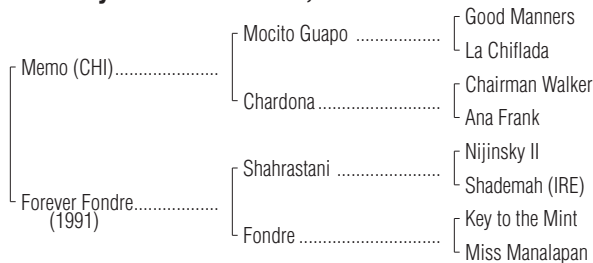 Good Manners
Mocito Guapo ..................
La Chiflada
Memo (CHI)......................
Chairman Walker
Chardona..........................
Ana Frank
Nijinsky II
Shahrastani ......................
Shademah (IRE)
Forever Fondre..................
(1991)
Key to the Mint
Fondre..............................
Miss Manalapan